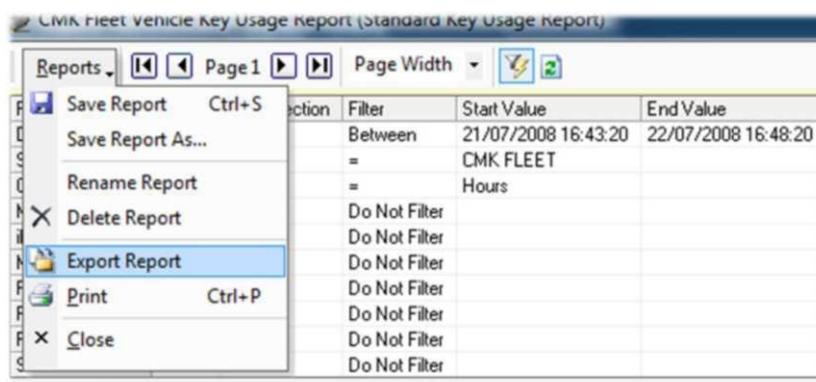 CMK Fleet Vehicle Key Usage Report (Standard Key Usage Report)
Reports Page 1 Page Width
ection Filter Start Value End Value
Save Report Ctrl+S
Between 21/07/2008 16:43:20 22/07/2008 16:48:20
Save Report As...
= CMK FLEET
Rename Report
= Hours
Delete Report
Do Not Filter
Do Not Filter
Export Report
Do Not Filter
Print Ctrl+P
Do Not Filter
Do Not Filter
Close
Do Not Filter
Do Not Filter